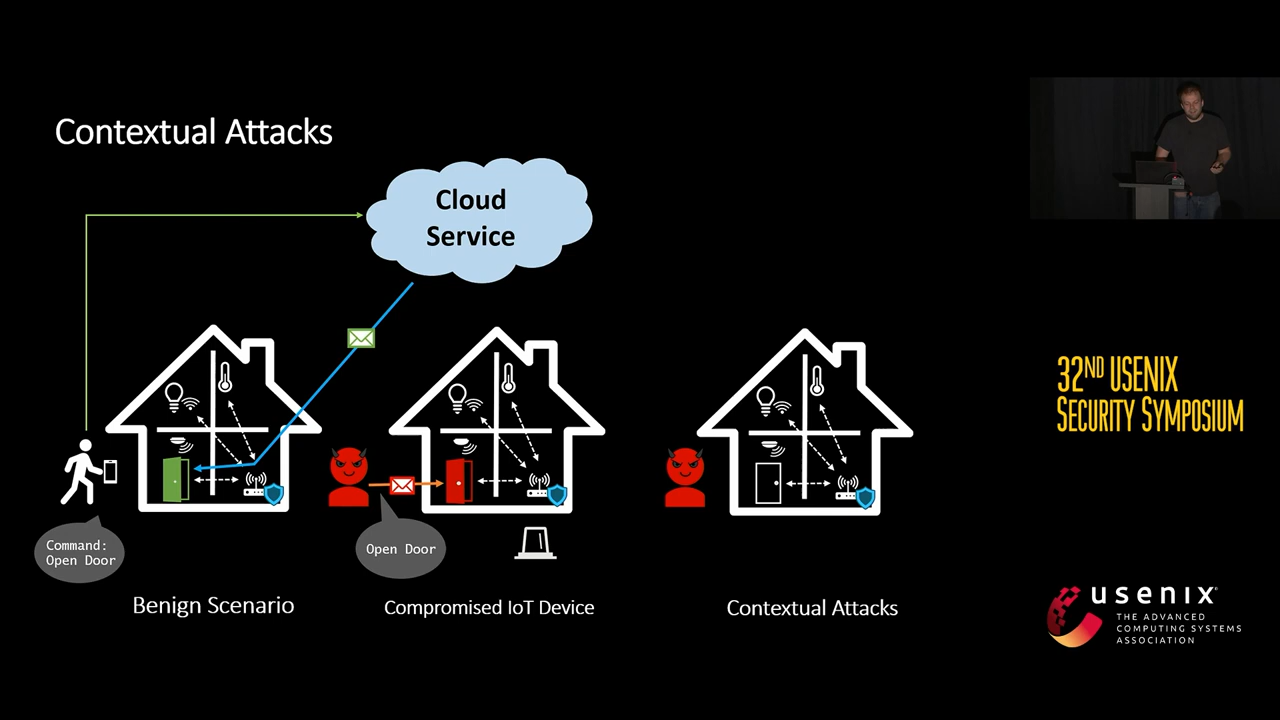 Contextual Attacks
Cloud
Service
Command:
Open Door
Open Door
Benign Scenario
Compromised IoT Device
Contextual Attacks
32ND USENIX
SECURITY SYMPOSIUM
usenix
THE ADVANCED
COMPUTING SYSTEMS
ASSOCIATION